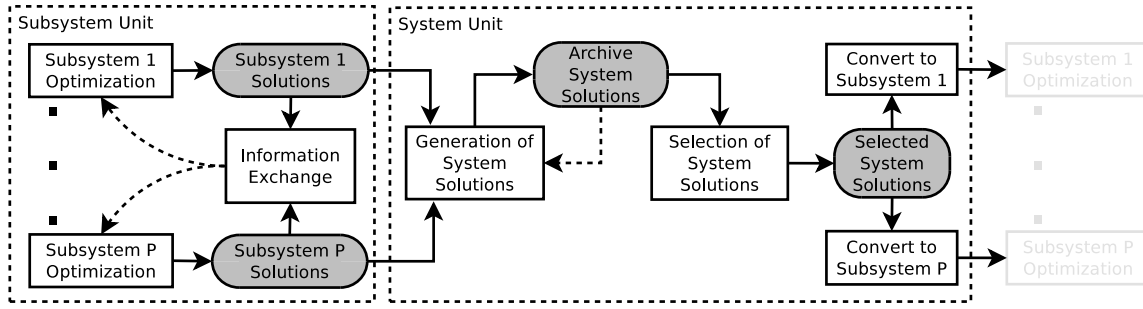 Subsystem Unit
Subsystem 1
Optimization
Subsystem 1
Solutions
Information
Exchange
Subsystem P
Optimization
Subsystem P
Solutions
System Unit
Generation of
System
Solutions
Archive
System
Solutions
Selection of
System
Solutions
Convert to
Subsystem 1
Selected
System
Solutions
Convert to
Subsystem P
Subsystem 1
Optimization
Subsystem P
Optimization